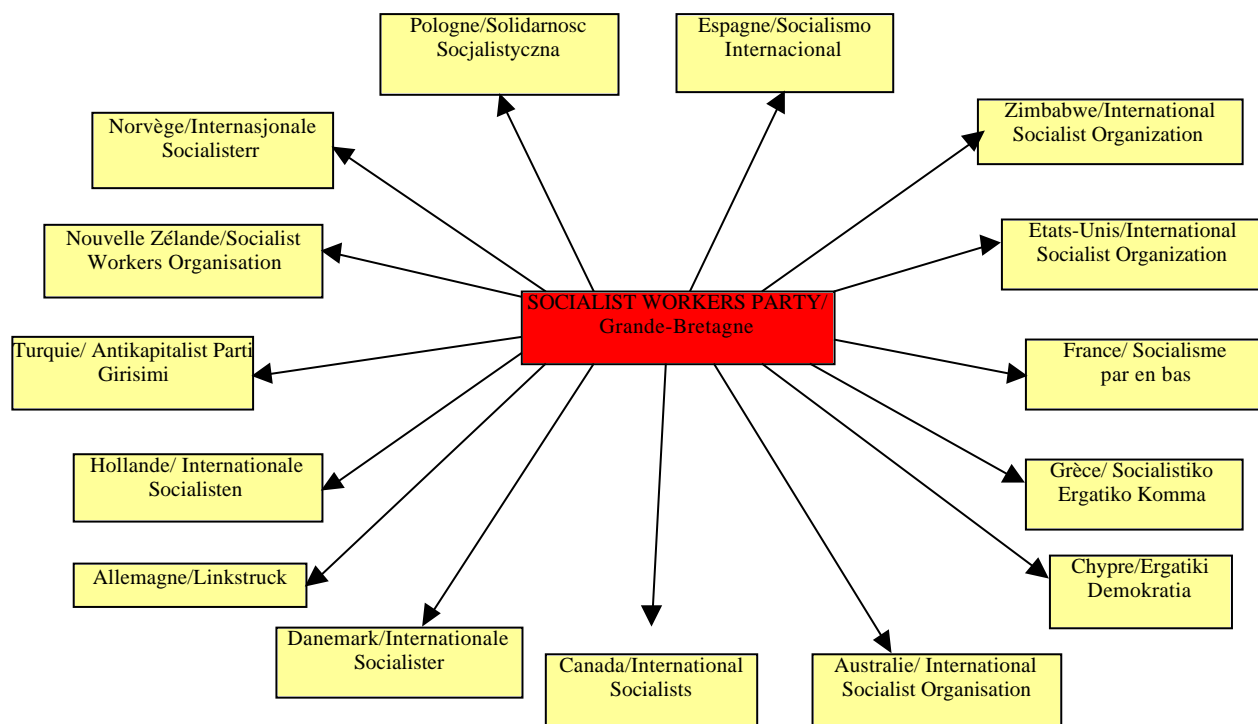 Pologne/Solidarnosc
Socjalistyczna
Espagne/Socialismo
Internacional
Norvège/Internasjonale
Socialisterr
Zimbabwe/International
Socialist Organization
Nouvelle Zélande/Socialist
Workers Organisation
Etats-Unis/International
Socialist Organization
SOCIALIST WORKERS PARTY/
Grande-Bretagne
Turquie/ Antikapitalist Parti
Girisimi
France/ Socialisme
par en bas
Hollande/ Internationale
Socialisten
Grèce/ Socialistiko
Ergatiko Komma
Allemagne/Linkstruck
Chypre/Ergatiki
Demokratia
Danemark/Internationale
Socialister
Canada/International
Socialists
Australie/ International
Socialist Organisation